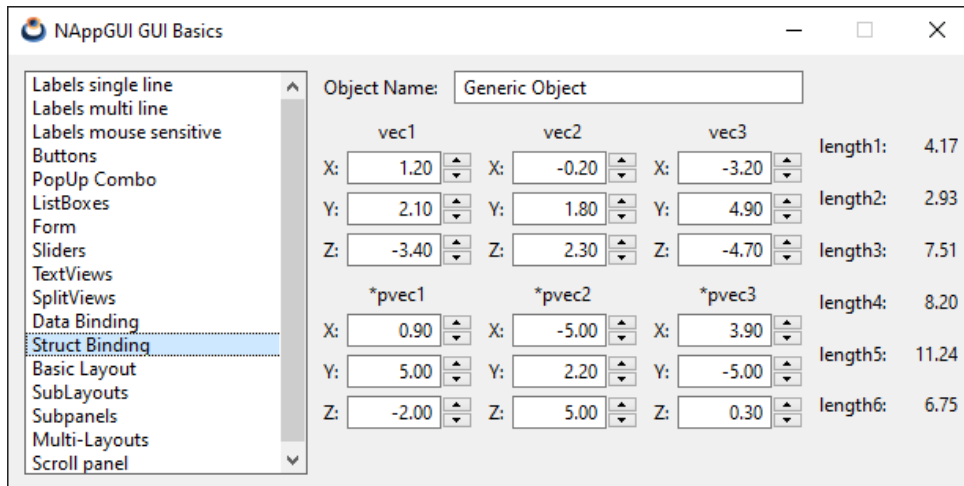 NAppGUI GUI Basics
Labels single line
Labels multi line
Labels mouse sensitive
Buttons
PopUp Combo
ListBoxes
Form
Sliders
TextViews
SplitViews
Data Binding
Struct Binding
Basic Layout
SubLayouts
Subpanels
Multi-Layouts
Scroll panel
Object Name: Generic Object
vec1 vec2 vec3
X: 1.20 X: -0.20 X: -3.20
Y: 2.10 Y: 1.80 Y: 4.90
Z: -3.40 Z: 2.30 Z: -4.70
*pvec1 *pvec2 *pvec3
X: 0.90 X: -5.00 X: 3.90
Y: 5.00 Y: 2.20 Y: -5.00
Z: -2.00 Z: 5.00 Z: 0.30
length1: 4.17
length2: 2.93
length3: 7.51
length4: 8.20
length5: 11.24
length6: 6.75